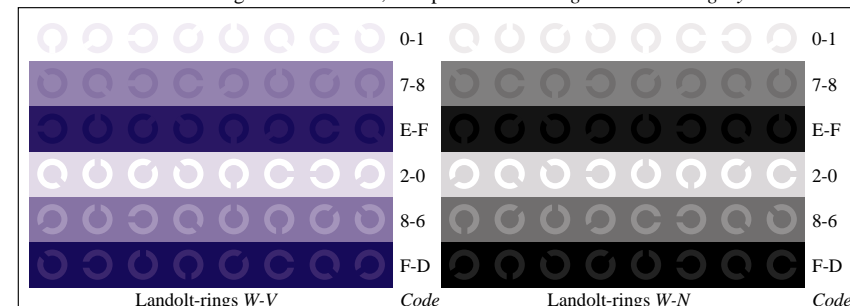 0-1 0-1
7-8 7-8
E-F E-F
2-0 2-0
8-6 8-6
F-D F-D
Landolt-rings W-V Code Landolt-rings W-N Code